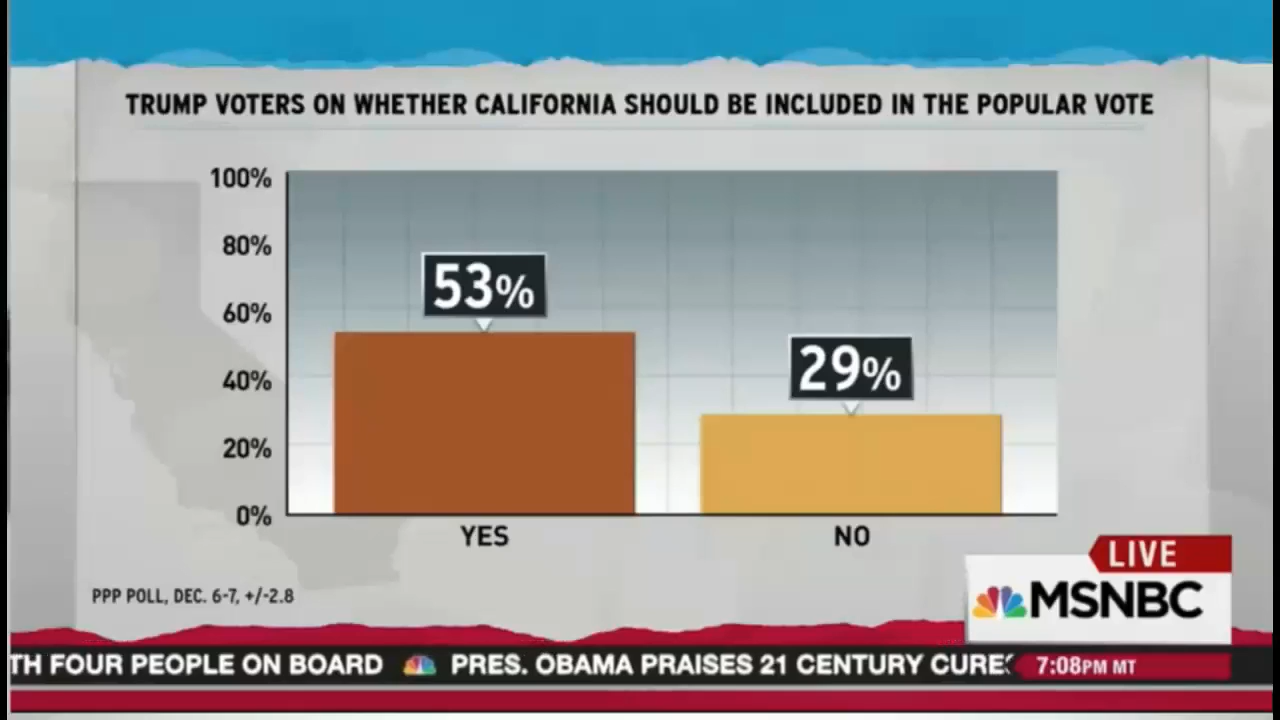 TRUMP VOTERS ON WHETHER CALIFORNIA SHOULD BE INCLUDED IN THE POPULAR VOTE
100%
80%
60%
40%
20%
0%
53%
29%
YES
NO
PPP POLL, DEC. 6-7, +/-2.8
LIVE
MSNBC
FOUR PEOPLE ON BOARD PRES. OBAMA PRAISES 21 CENTURY 7:08PM MT